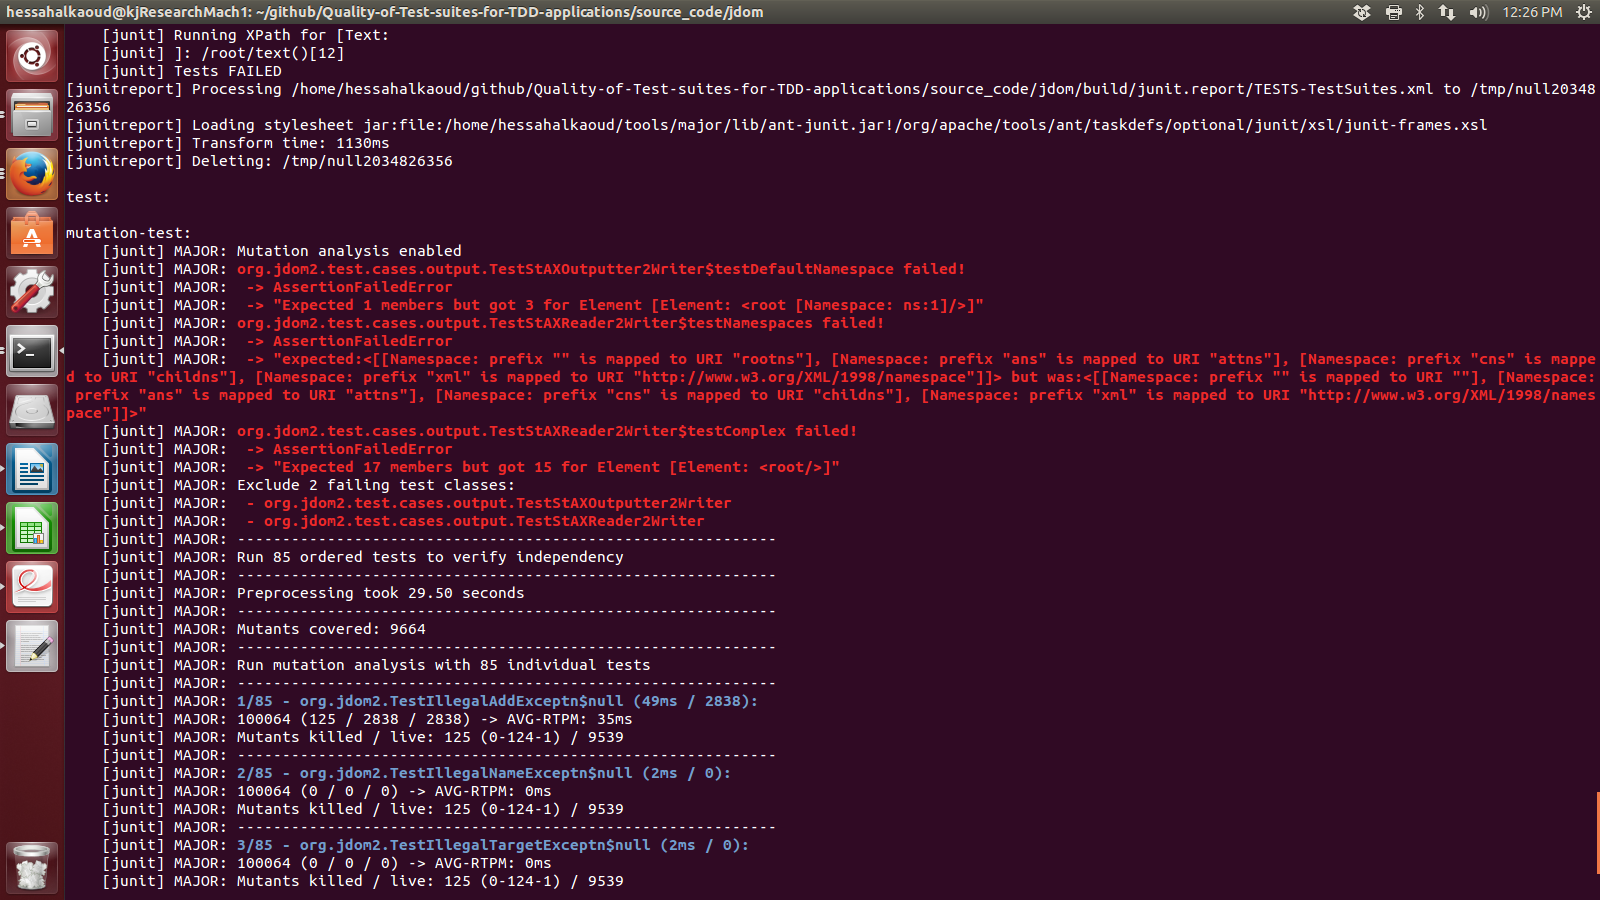 hessahalkaoud@kjResearchMach1: ~/github/Quality-of-Test-suites-for-TDD-applications/source_code/jdom
12:26 PM
[junit] Running XPath for [Text:
[junit] ]: /root/text()[12]
[junit] Tests FAILED
[junitreport] Processing /home/hessahalkaoud/github/Quality-of-Test-suites-for-TDD-applications/source_code/jdom/build/junit.report/TESTS-TestSuites.xml to /tmp/null20348
26356
[junitreport] Loading stylesheet jar:file:/home/hessahalkaoud/tools/major/lib/ant-junit.jar!/org/apache/tools/ant/taskdefs/optional/junit/xsl/junit-frames.xsl
[junitreport] Transform time: 1130ms
[junitreport] Deleting: /tmp/null2034826356
test:
mutation-test:
[junit] MAJOR: Mutation analysis enabled
[junit] MAJOR: org.jdom2.test.cases.output.TestStAXOutputter2Writer$testDefaultNamespace failed!
[junit] MAJOR:  -> AssertionFailedError
[junit] MAJOR:  -> "Expected 1 members but got 3 for Element [Element: <root [Namespace: ns:1]/>]"
[junit] MAJOR: org.jdom2.test.cases.output.TestStAXReader2Writer$testNamespaces failed!
[junit] MAJOR:  -> AssertionFailedError
[junit] MAJOR:  -> "expected:<[[Namespace: prefix "" is mapped to URI "rootns"], [Namespace: prefix "ans" is mapped to URI "attns"], [Namespace: prefix "cns" is mappe
d to URI "childns"], [Namespace: prefix "xml" is mapped to URI "http://www.w3.org/XML/1998/namespace"]]> but was:<[[Namespace: prefix "" is mapped to URI ""], [Namespace:
prefix "ans" is mapped to URI "attns"], [Namespace: prefix "cns" is mapped to URI "childns"], [Namespace: prefix "xml" is mapped to URI "http://www.w3.org/XML/1998/names
pace"]]>"
[junit] MAJOR: org.jdom2.test.cases.output.TestStAXReader2Writer$testComplex failed!
[junit] MAJOR:  -> AssertionFailedError
[junit] MAJOR:  -> "Expected 17 members but got 15 for Element [Element: <root/>]"
[junit] MAJOR: Exclude 2 failing test classes:
[junit] MAJOR:  - org.jdom2.test.cases.output.TestStAXOutputter2Writer
[junit] MAJOR:  - org.jdom2.test.cases.output.TestStAXReader2Writer
[junit] MAJOR: ------------------------------------------------------------
[junit] MAJOR: Run 85 ordered tests to verify independency
[junit] MAJOR: ------------------------------------------------------------
[junit] MAJOR: Preprocessing took 29.50 seconds
[junit] MAJOR: ------------------------------------------------------------
[junit] MAJOR: Mutants covered: 9664
[junit] MAJOR: ------------------------------------------------------------
[junit] MAJOR: Run mutation analysis with 85 individual tests
[junit] MAJOR: ------------------------------------------------------------
[junit] MAJOR: 1/85 - org.jdom2.TestIllegalAddExceptn$null (49ms / 2838):
[junit] MAJOR: 100064 (125 / 2838 / 2838) -> AVG-RTPM: 35ms
[junit] MAJOR: Mutants killed / live: 125 (0-124-1) / 9539
[junit] MAJOR: ------------------------------------------------------------
[junit] MAJOR: 2/85 - org.jdom2.TestIllegalNameExceptn$null (2ms / 0):
[junit] MAJOR: 100064 (0 / 0 / 0) -> AVG-RTPM: 0ms
[junit] MAJOR: Mutants killed / live: 125 (0-124-1) / 9539
[junit] MAJOR: ------------------------------------------------------------
[junit] MAJOR: 3/85 - org.jdom2.TestIllegalTargetExceptn$null (2ms / 0):
[junit] MAJOR: 100064 (0 / 0 / 0) -> AVG-RTPM: 0ms
[junit] MAJOR: Mutants killed / live: 125 (0-124-1) / 9539